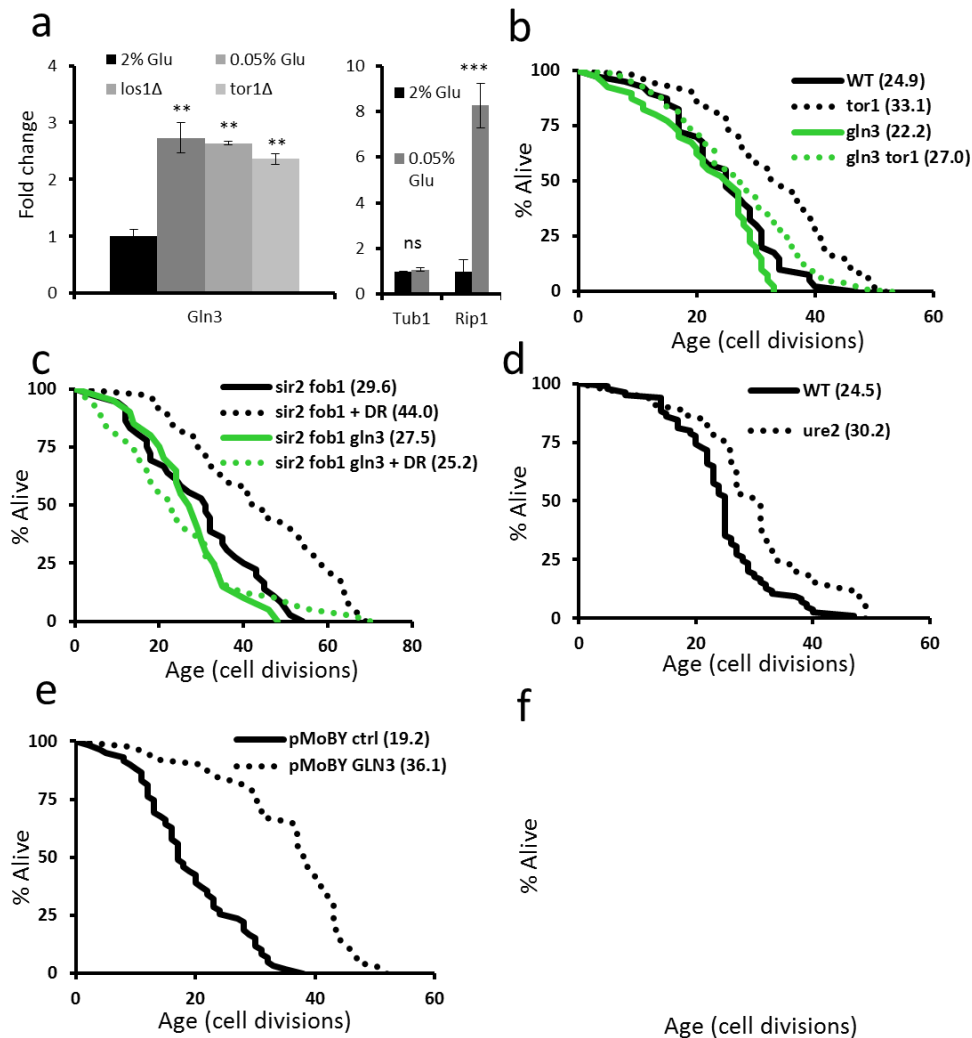 a
2% Glu
0.05% Glu
los1Δ
tor1Δ
Fold change
4
3
2
1
0
**
**
**
Gln3
10
8
6
4
2
0
2% Glu
0.05%
Glu
***
ns
Tub1 Rip1
b
% Alive
100
75
50
25
0
WT (24.9)
tor1 (33.1)
gln3 (22.2)
gln3 tor1 (27.0)
0 20 40 60
Age (cell divisions)
c
% Alive
100
75
50
25
0
sir2 fob1 (29.6)
sir2 fob1 + DR (44.0)
sir2 fob1 gln3 (27.5)
sir2 fob1 gln3 + DR (25.2)
0 20 40 60 80
Age (cell divisions)
d
% Alive
100
75
50
25
0
WT (24.5)
ure2 (30.2)
0 20 40 60
Age (cell divisions)
e
% Alive
100
75
50
25
0
pMoBY ctrl (19.2)
pMoBY GLN3 (36.1)
0 20 40 60
Age (cell divisions)
f
% Alive
Age (cell divisions)